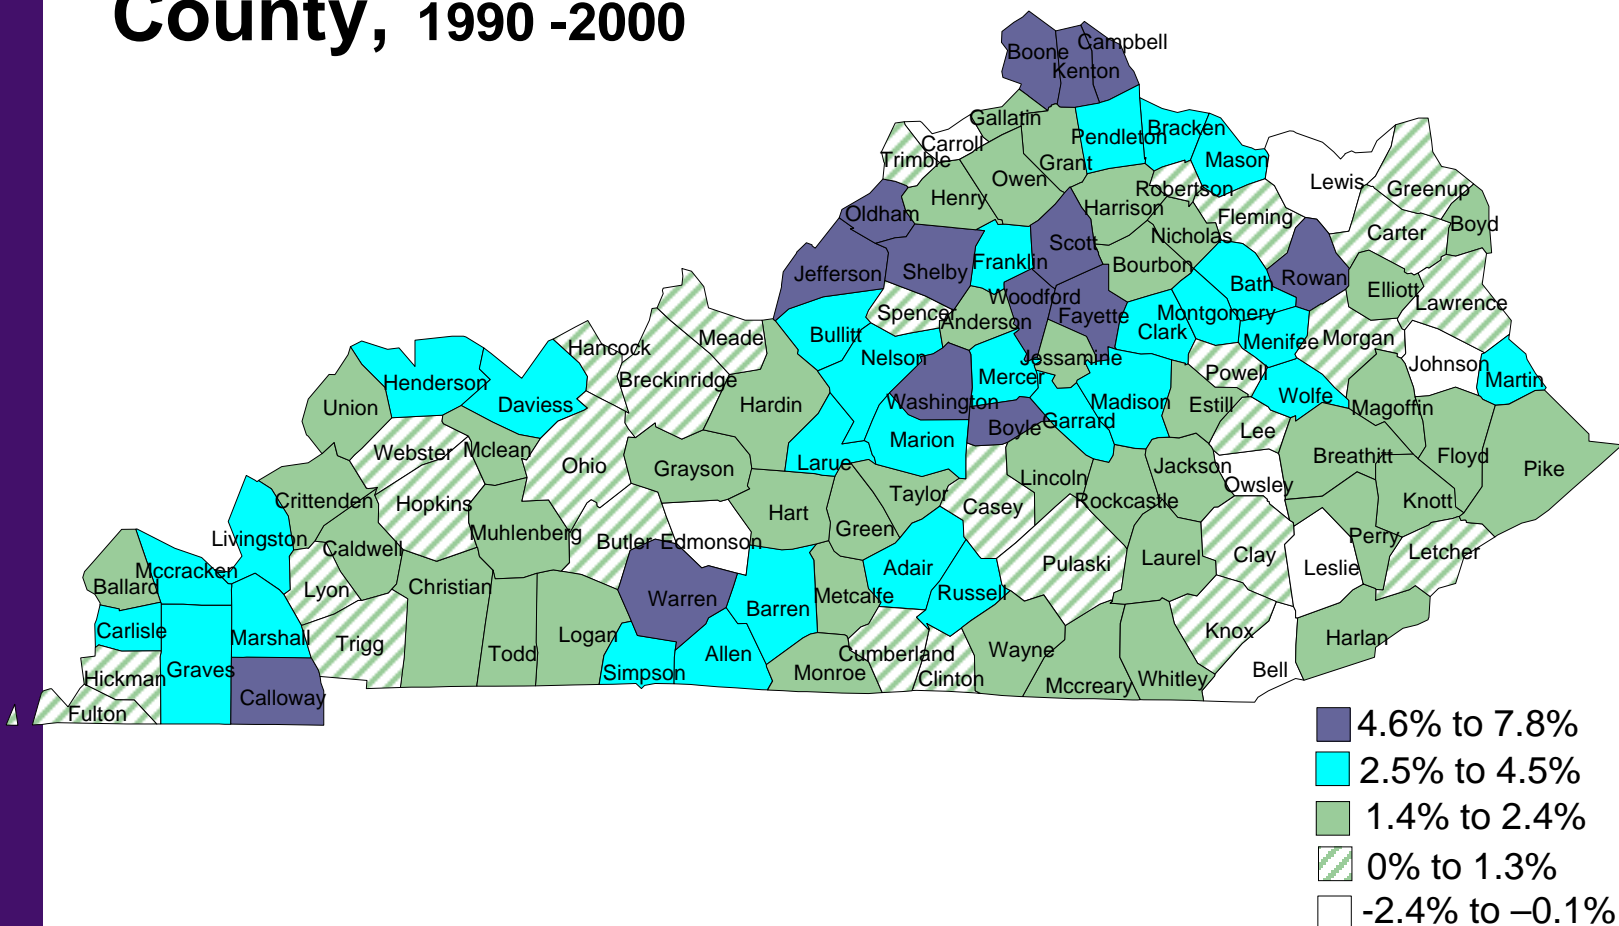 County, 1990 -2000
Boone
Campbell
Kenton
Gallatin
Carroll
Trimble
Pendleton
Bracken
Mason
Grant
Owen
Henry
Robertson
Lewis
Greenup
Oldham
Harrison
Fleming
Boyd
Carter
Scott
Nicholas
Franklin
Bourbon
Jefferson
Shelby
Bath
Rowan
Elliott
Lawrence
Woodford
Fayette
Spencer
Anderson
Montgomery
Clark
Bullitt
Meade
Hancock
Nelson
Jessamine
Menifee
Morgan
Johnson
Martin
Breckinridge
Henderson
Daviess
Mercer
Powell
Union
Hardin
Washington
Madison
Estill
Wolfe
Magoffin
Boyle
Garrard
Lee
Marion
Webster
Mclean
Ohio
Grayson
Larue
Breathitt
Floyd
Pike
Lincoln
Jackson
Owsley
Crittenden
Hopkins
Taylor
Casey
Rockcastle
Knott
Hart
Green
Muhlenberg
Butler
Edmonson
Perry
Livingston
Caldwell
Letcher
Mccracken
Ballard
Lyon
Christian
Adair
Pulaski
Laurel
Clay
Leslie
Warren
Barren
Metcalfe
Russell
Carlisle
Marshall
Trigg
Logan
Knox
Harlan
Todd
Allen
Cumberland
Wayne
Graves
Hickman
Simpson
Monroe
Clinton
Mccreary
Whitley
Bell
Calloway
Fulton
4.6% to 7.8%
2.5% to 4.5%
1.4% to 2.4%
0% to 1.3%
-2.4% to –0.1%